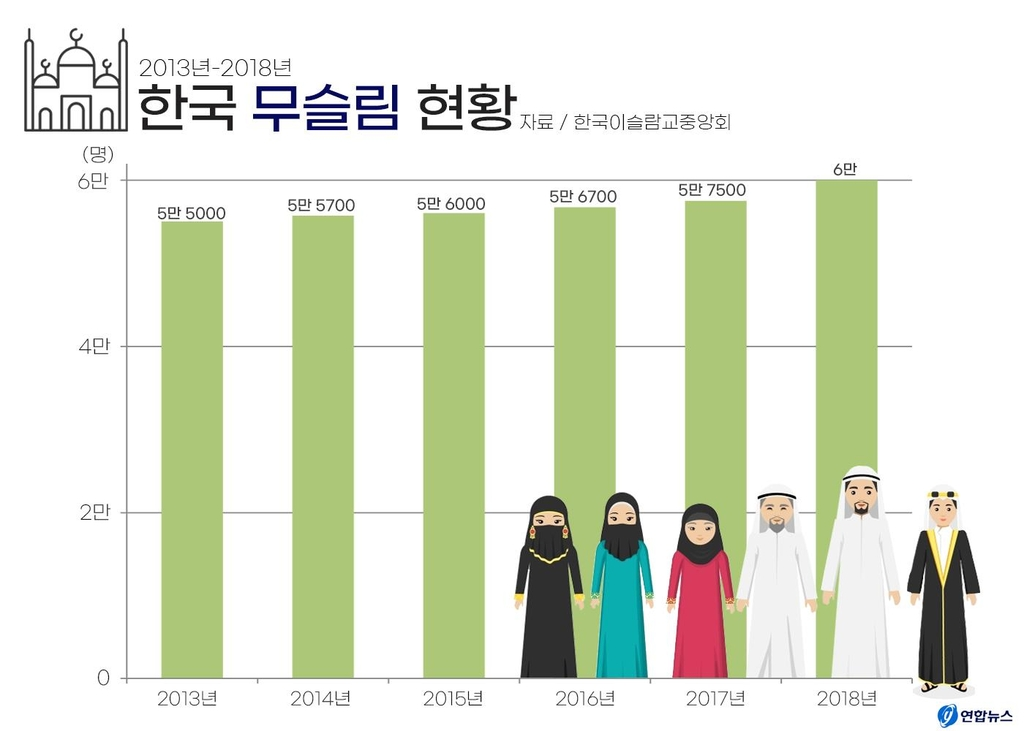 2013년-2018년
한국 무슬림 현황
자료 / 한국이슬람교중앙회
(명)
6만
4만
2만
0
5만 5000
5만 5700
5만 6000
5만 6700
5만 7500
6만
2013년
2014년
2015년
2016년
2017년
2018년
y 연합뉴스